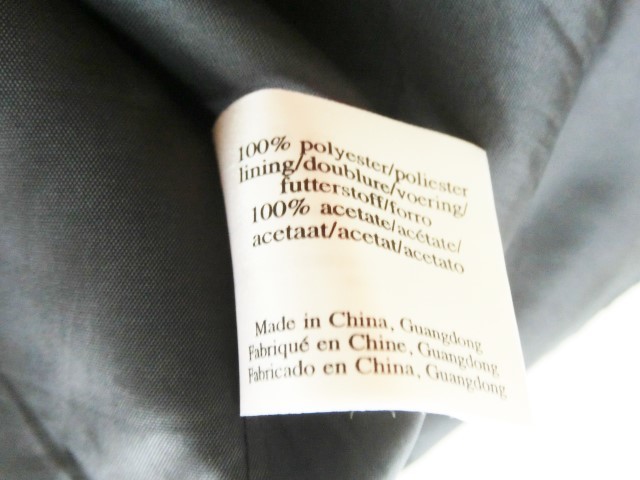 100% polyester/poliester
lining/doublure/voering/
futterstoff/forro
100% acetate/acétate/
acetaat/acetat/acetato
Made in China, Guangdong
Fabriqué en Chine, Guangdong
Fabricado en China, Guangdong